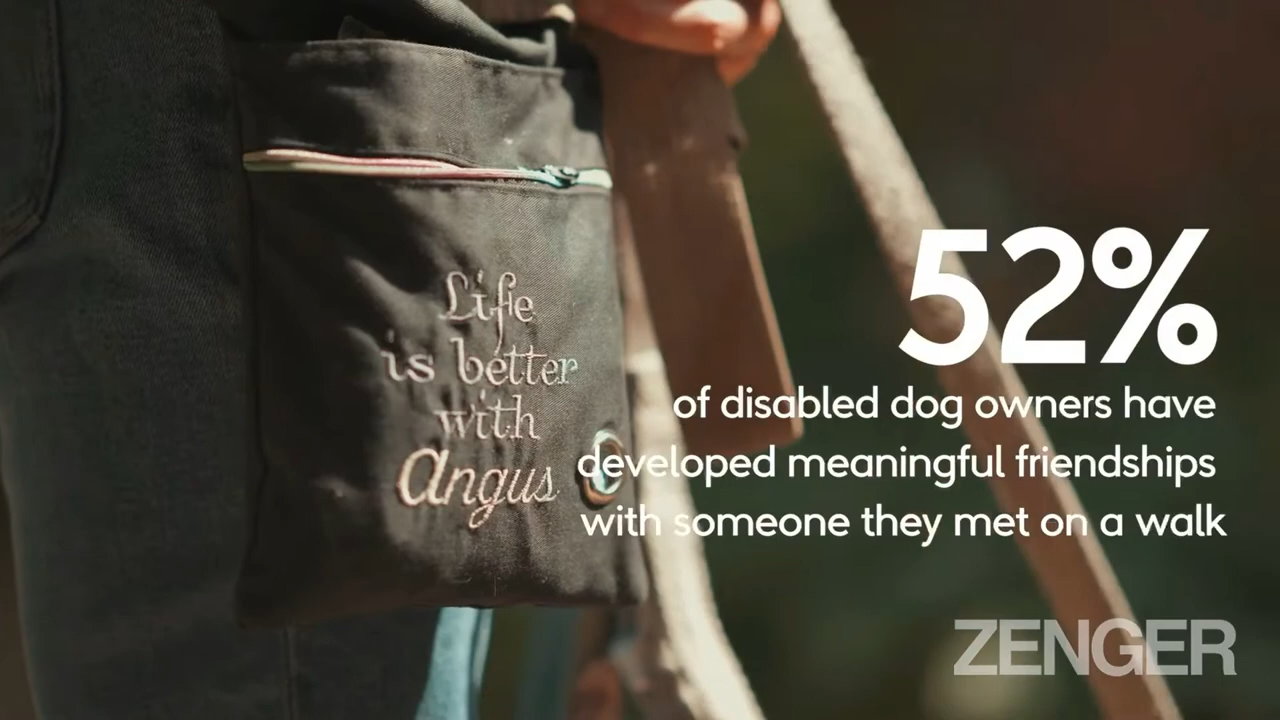 Life
is better
with
Angus
52%
of disabled dog owners have
developed meaningful friendships
with someone they met on a walk
ZENGER